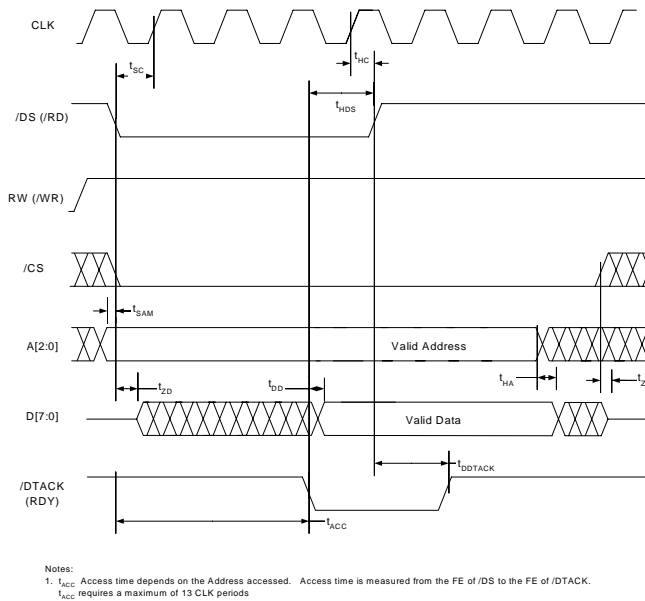 CLK
tSC
tHC
tHDS
/DS (/RD)
RW (/WR)
/CS
tSAM
A[2:0]
Valid Address
tZD
tDD
tHA
tZ
D[7:0]
Valid Data
tDDTACK
/DTACK
(RDY)
tACC
Notes:
1. tACC Access time depends on the Address accessed. Access time is measured from the FE of /DS to the FE of /DTACK.
tACC requires a maximum of 13 CLK periods